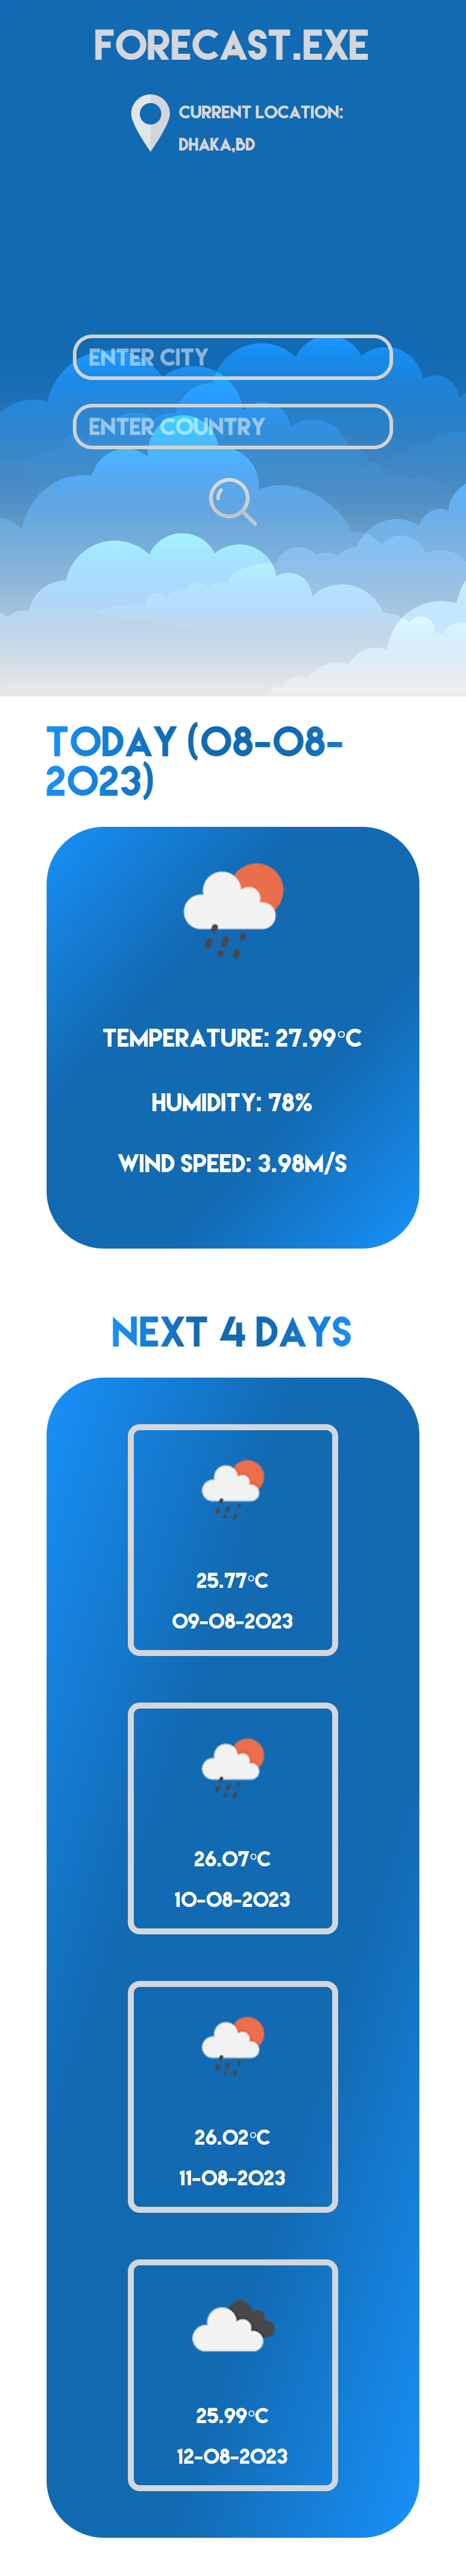 FORECAST.EXE
CURRENT LOCATION:
DHAKA,BD
ENTER CITY
ENTER COUNTRY
TODAY (08-08-
2023)
TEMPERATURE: 27.99°C
HUMIDITY: 78%
WIND SPEED: 3.98M/S
NEXT 4 DAYS
25.77°C
09-08-2023
26.07°C
10-08-2023
26.02°C
11-08-2023
25.99°C
12-08-2023